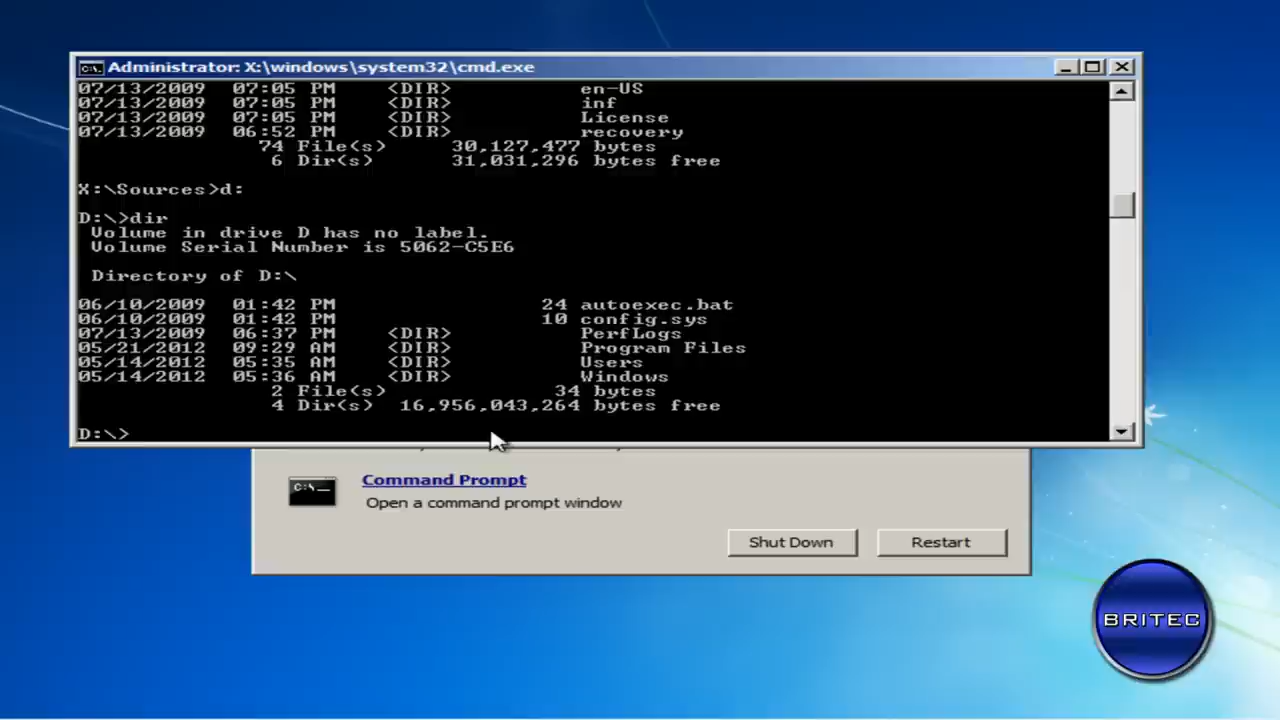 Administrator: X:\windows\system32\cmd.exe
07/13/2009 07:05 PM <DIR> en-US
07/13/2009 07:05 PM <DIR> inf
07/13/2009 07:05 PM <DIR> License
07/13/2009 06:52 PM <DIR> recovery
74 File(s) 30,127,477 bytes
6 Dir(s) 31,031,296 bytes free
X:\Sources>d:
D:\>dir
Volume in drive D has no label.
Volume Serial Number is 5062-C5E6
Directory of D:\
06/10/2009 01:42 PM 24 autoexec.bat
06/10/2009 01:42 PM 10 config.sys
07/13/2009 06:37 PM <DIR> PerfLogs
05/21/2012 09:29 AM <DIR> Program Files
05/14/2012 05:35 AM <DIR> Users
05/14/2012 05:36 AM <DIR> Windows
2 File(s) 34 bytes
4 Dir(s) 16,956,043,264 bytes free
D:\>
Command Prompt
Open a command prompt window
Shut Down
Restart
BRITEC